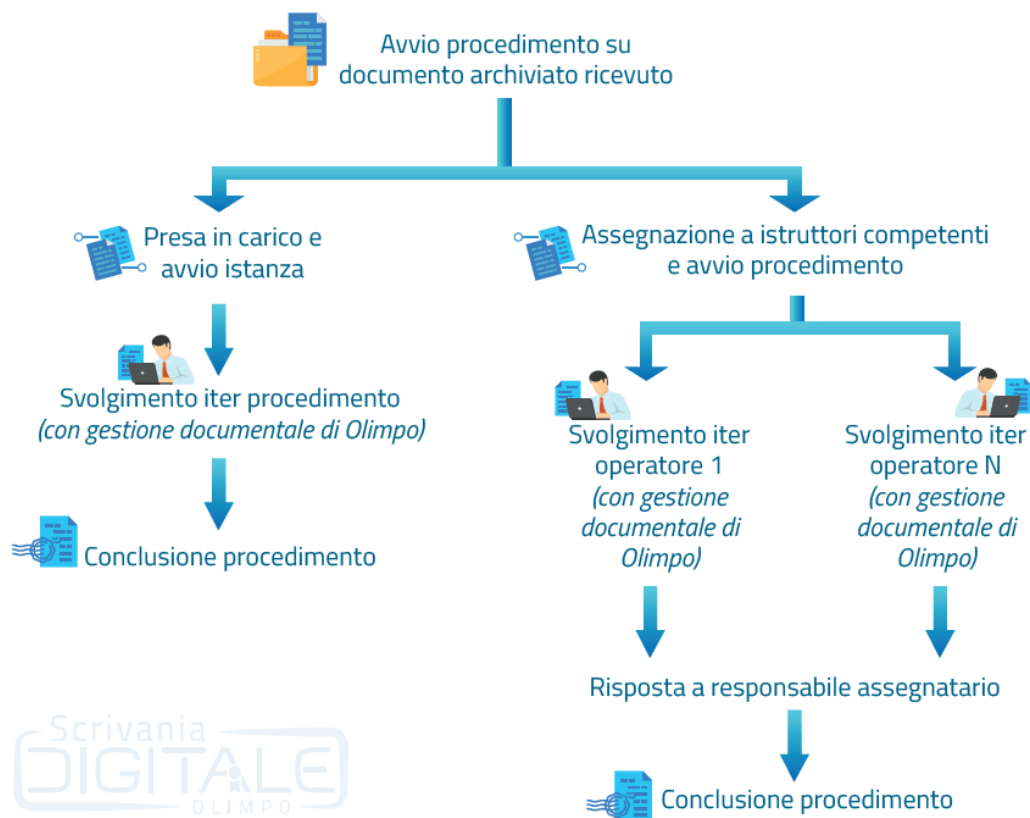 Avvio procedimento su
documento archiviato ricevuto
Presa in carico e
avvio istanza
Svolgimento iter procedimento
(con gestione documentale di Olimpo)
Conclusione procedimento
Assegnazione a istruttori competenti
e avvio procedimento
Svolgimento iter
operatore 1
(con gestione
documentale di
Olimpo)
Svolgimento iter
operatore N
(con gestione
documentale di
Olimpo)
Risposta a responsabile assegnatario
Conclusione procedimento
Scrivania
DIGITALE
OLIMPO